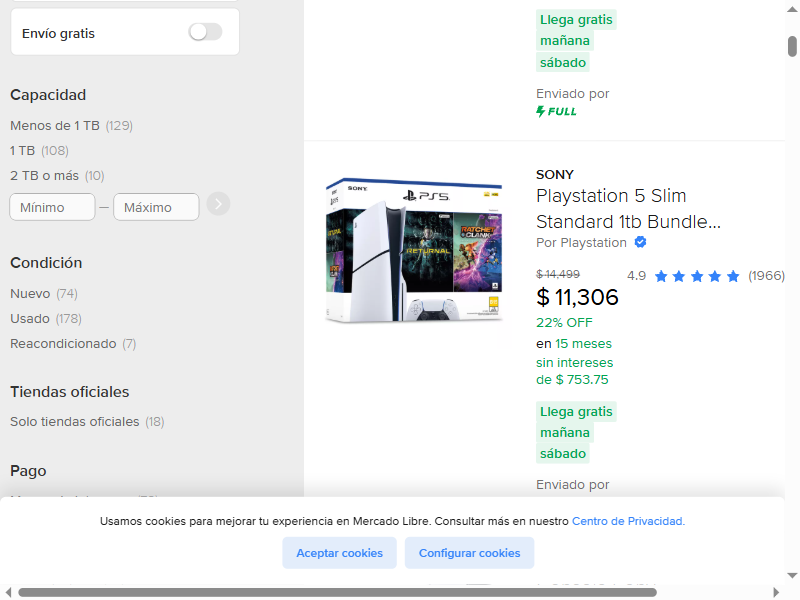 Envío gratis
Capacidad
Menos de 1 TB (129)
1 TB (108)
2 TB o más (10)
Mínimo — Máximo
Condición
Nuevo (74)
Usado (178)
Reacondicionado (7)
Tiendas oficiales
Solo tiendas oficiales (18)
Pago
Llega gratis
mañana
sábado
Enviado por
FULL
SONY
PS5
RETURNAL
RATCHET
CLANK
SONY
Playstation 5 Slim
Standard 1tb Bundle...
Por Playstation
$ 14,499
4.9 (1966)
$ 11,306
22% OFF
en 15 meses
sin intereses
de $ 753.75
Llega gratis
mañana
sábado
Enviado por
Usamos cookies para mejorar tu experiencia en Mercado Libre. Consultar más en nuestro Centro de Privacidad.
Aceptar cookies
Configurar cookies